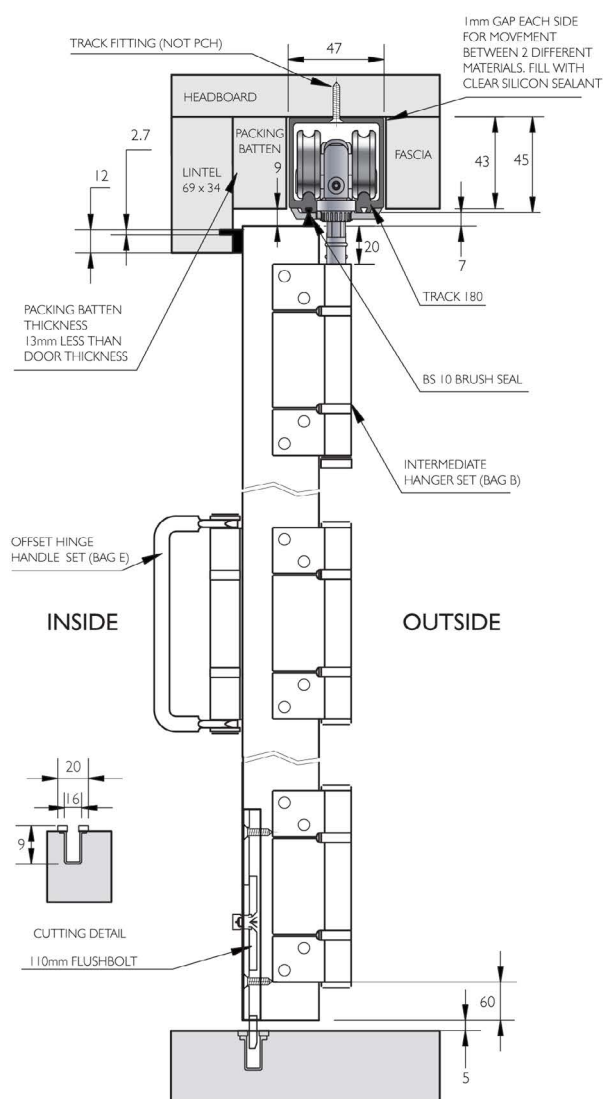 TRACK FITTING (NOT PCH)
47
1mm GAP EACH SIDE
FOR MOVEMENT
BETWEEN 2 DIFFERENT
MATERIALS. FILL WITH
CLEAR SILICON SEALANT
HEADBOARD
2.7
12
LINTEL
69 x 34
PACKING
BATTEN
9
FASCIA
43
45
20
7
PACKING BATTEN
THICKNESS
13mm LESS THAN
DOOR THICKNESS
TRACK 180
BS 10 BRUSH SEAL
INTERMEDIATE
HANGER SET (BAG B)
OFFSET HINGE
HANDLE SET (BAG E)
INSIDE
OUTSIDE
20
16
9
CUTTING DETAIL
110mm FLUSHBOLT
60
5